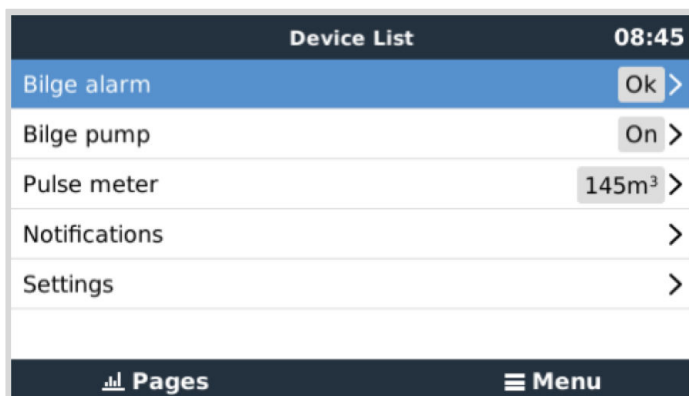 Device List 08:45
Bilge alarm Ok
Bilge pump On
Pulse meter 145m³
Notifications
Settings
Pages Menu